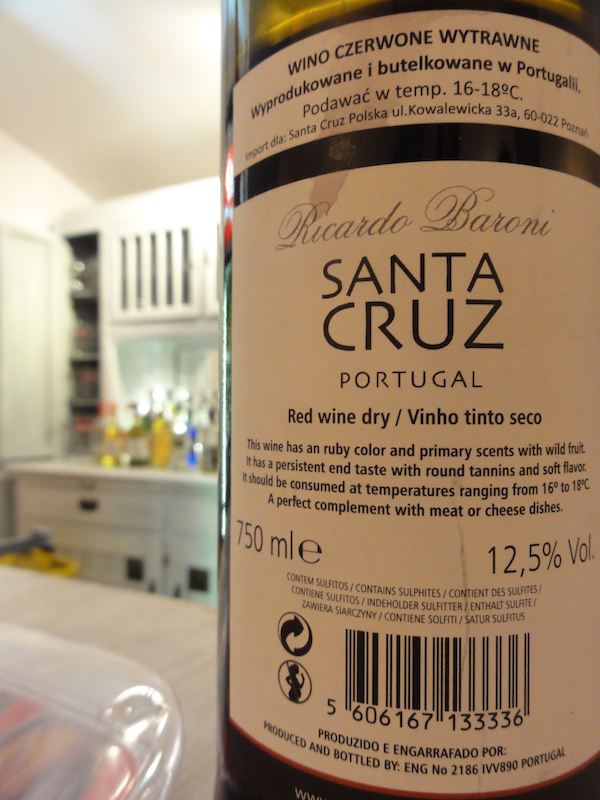 WINO CZERWONE WYTRAWNE
Wyprodukowane i butelkowane w Portugalii.
Podawać w temp. 16-18ºC.
Import dla: Santa Cruz Polska ul.Kowalewicka 33a, 60-022 Poznań
Ricardo Baroni
SANTA
CRUZ
PORTUGAL
Red wine dry / Vinho tinto seco
This wine has an ruby color and primary scents with wild fruit.
It has a persistent end taste with round tannins and soft flavor.
It should be consumed at temperatures ranging from 16º to 18ºC.
A perfect complement with meat or cheese dishes.
750 ml e
12,5% Vol.
CONTEM SULFITOS / CONTAINS SULPHITES / CONTIENT DES SULFITES /
CONTIENE SULFITOS / INDEHOLDER SULFITTER / ENTHALT SULFITE /
ZAWIERA SIARCZYNY / CONTIENE SOLFITI / SATUR SULFITUS
5 606167 133336
PRODUZIDO E ENGARRAFADO POR:
PRODUCED AND BOTTLED BY: ENG No 2186 IVV890 PORTUGAL